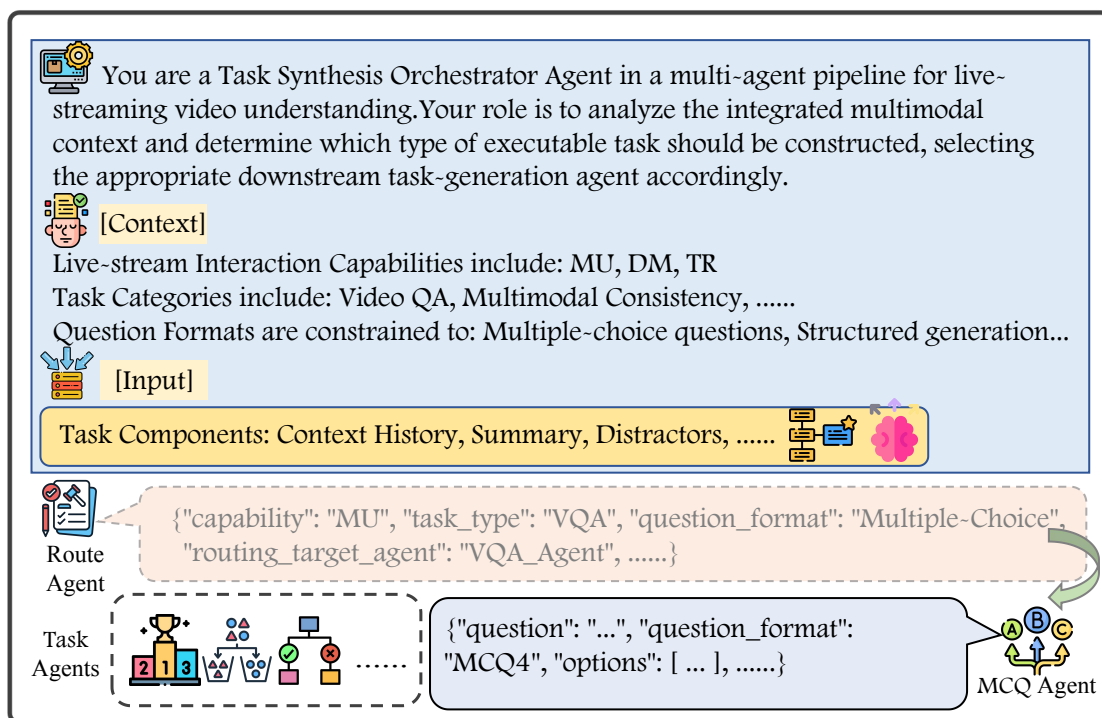 You are a Task Synthesis Orchestrator Agent in a multi-agent pipeline for live-
streaming video understanding.Your role is to analyze the integrated multimodal
context and determine which type of executable task should be constructed, selecting
the appropriate downstream task-generation agent accordingly.
[Context]
Live-stream Interaction Capabilities include: MU, DM, TR
Task Categories include: Video QA, Multimodal Consistency, ......
Question Formats are constrained to: Multiple-choice questions, Structured generation...
[Input]
Task Components: Context History, Summary, Distractors, ......
{"capability": "MU", "task_type": "VQA", "question_format": "Multiple-Choice",
"routing_target_agent": "VQA_Agent", ......}
Route
Agent
Task
Agents
2 1 3
......
{"question": "...", "question_format":
"MCQ4", "options": [ ... ], ......}
A B C
MCQ Agent